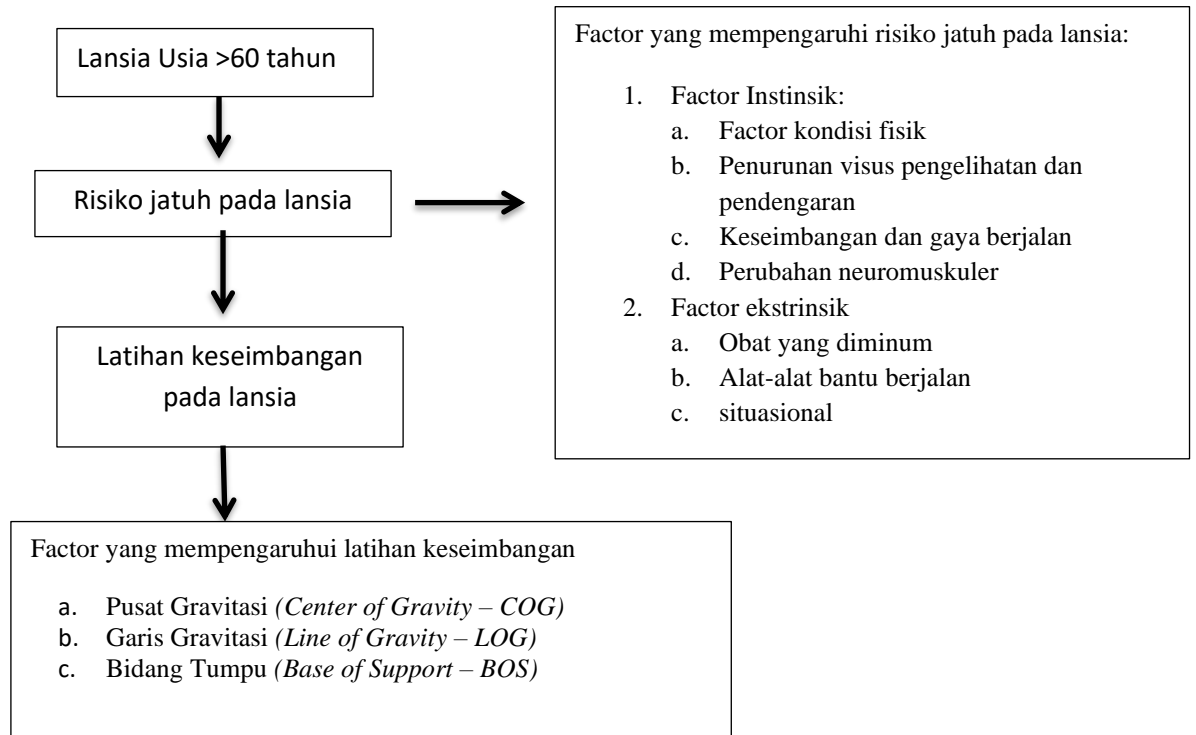 Lansia Usia >60 tahun
Risiko jatuh pada lansia
Latihan keseimbangan
pada lansia
Factor yang mempengaruhi risiko jatuh pada lansia:
1. Factor Instinsik:
a. Factor kondisi fisik
b. Penurunan visus pengelihatan dan
pendengaran
c. Keseimbangan dan gaya berjalan
d. Perubahan neuromuskuler
2. Factor ekstrinsik
a. Obat yang diminum
b. Alat-alat bantu berjalan
c. situasional
Factor yang mempengaruhui latihan keseimbangan
a. Pusat Gravitasi (Center of Gravity – COG)
b. Garis Gravitasi (Line of Gravity – LOG)
c. Bidang Tumpu (Base of Support – BOS)